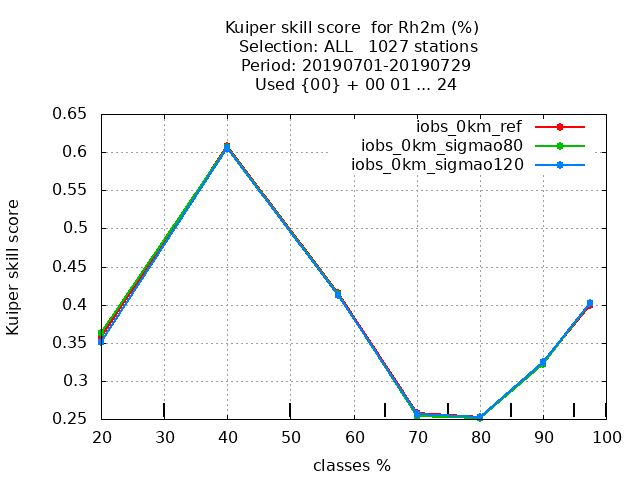 Kuiper skill score  for Rh2m (%)
Selection: ALL   1027 stations
Period: 20190701-20190729
Used {00} + 00 01 ... 24
iobs_0km_ref
iobs_0km_sigmao80
iobs_0km_sigmao120
Kuiper skill score
0.65
0.6
0.55
0.5
0.45
0.4
0.35
0.3
0.25
20 30 40 50 60 70 80 90 100
classes %